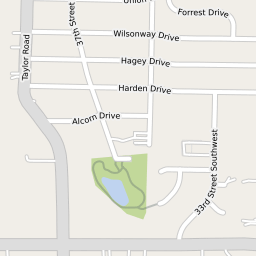 Union
Forrest Drive
37th Street
Wilsonway Drive
Taylor Road
Hagey Drive
Harden Drive
Alcorn Drive
33rd Street Southwest